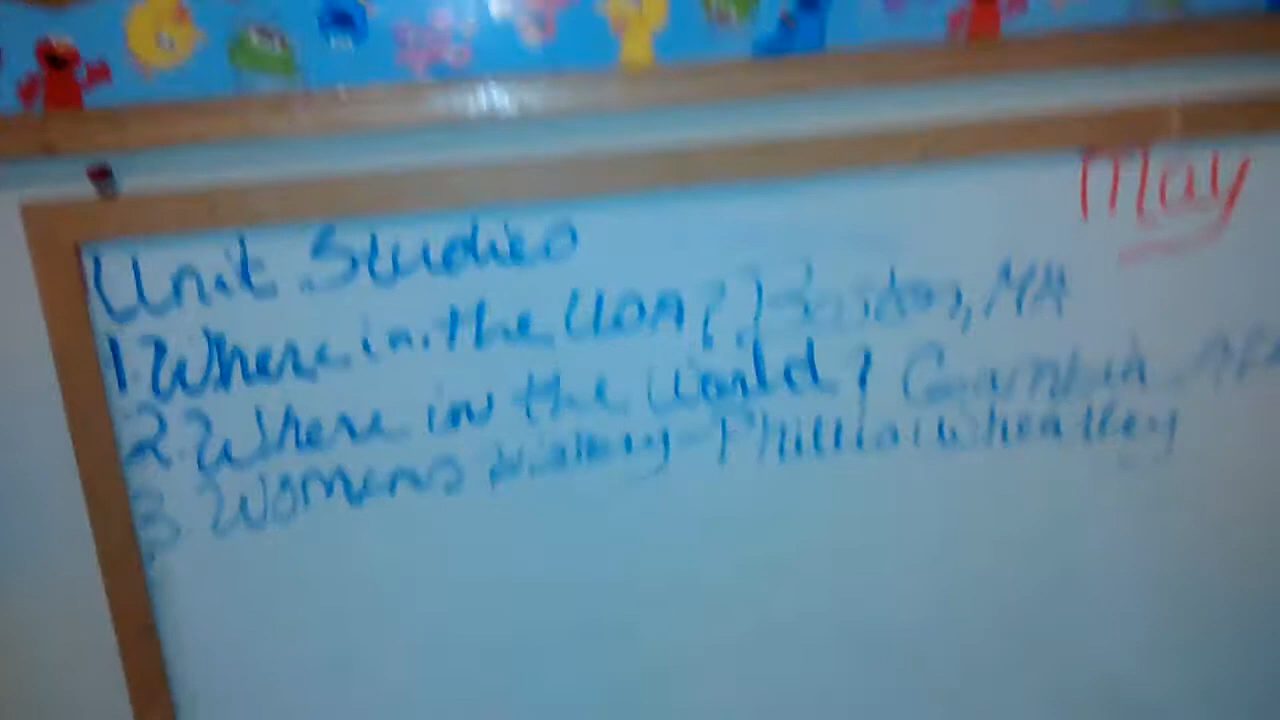 May
Unit Studies
1. Where in the USA? Boston, MA
2. Where in the World?
3. Womens History - Phillis Wheatley